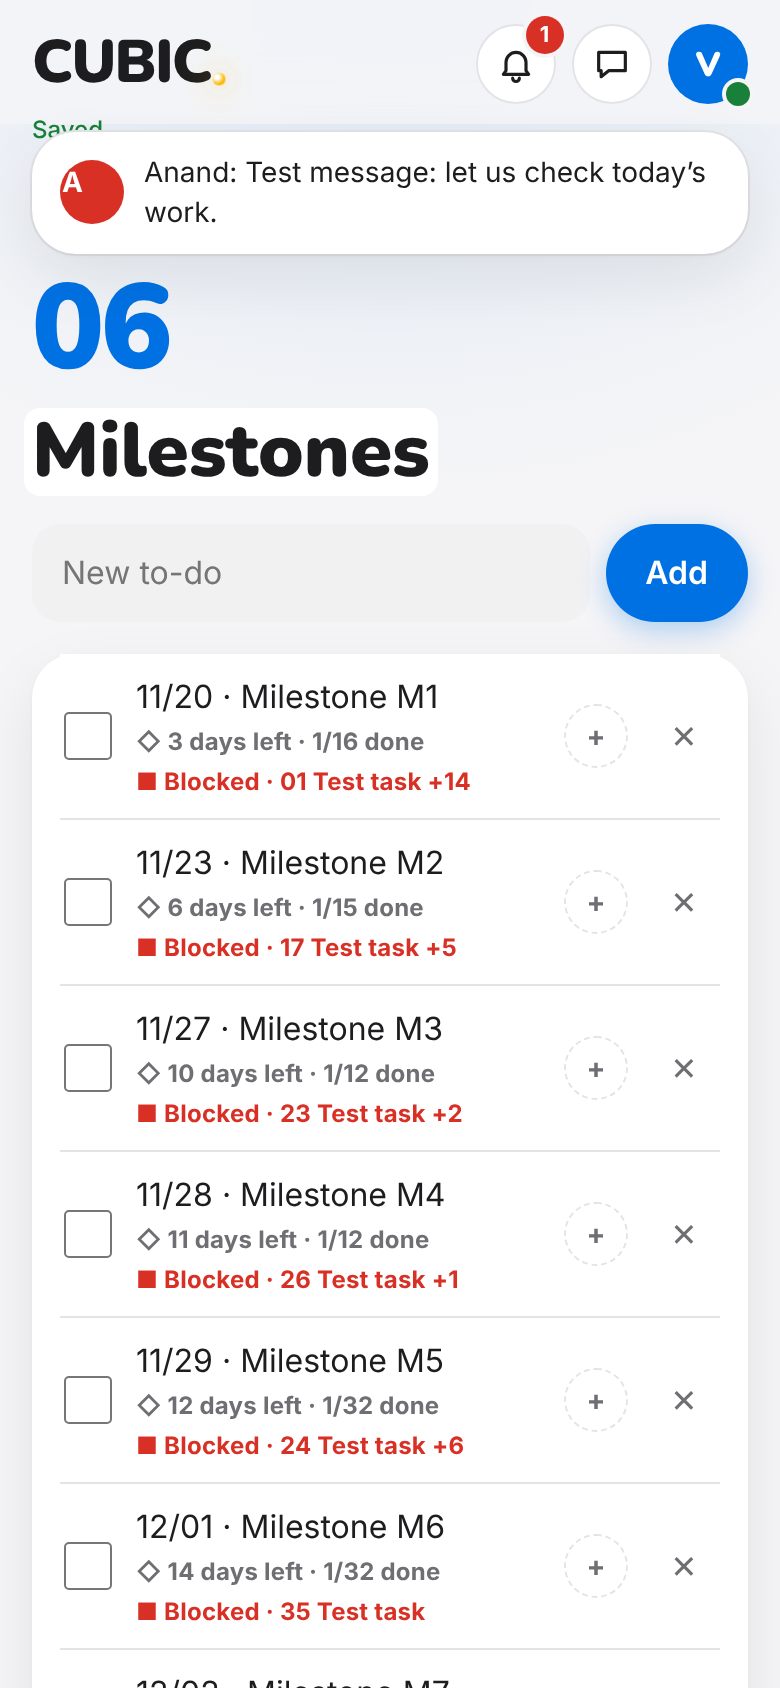 CUBIC.
1
V
Saved
A
Anand: Test message: let us check today’s
work.
06
Milestones
New to-do
Add
11/20 · Milestone M1
◇ 3 days left · 1/16 done
■ Blocked · 01 Test task +14
+ ✕
11/23 · Milestone M2
◇ 6 days left · 1/15 done
■ Blocked · 17 Test task +5
+ ✕
11/27 · Milestone M3
◇ 10 days left · 1/12 done
■ Blocked · 23 Test task +2
+ ✕
11/28 · Milestone M4
◇ 11 days left · 1/12 done
■ Blocked · 26 Test task +1
+ ✕
11/29 · Milestone M5
◇ 12 days left · 1/32 done
■ Blocked · 24 Test task +6
+ ✕
12/01 · Milestone M6
◇ 14 days left · 1/32 done
■ Blocked · 35 Test task
+ ✕
Milestone M7